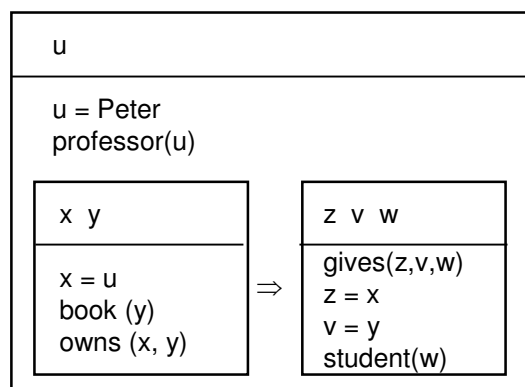 u
u = Peter
professor(u)
x y
x = u
book (y)
owns (x, y)
⇒
z v w
gives(z,v,w)
z = x
v = y
student(w)